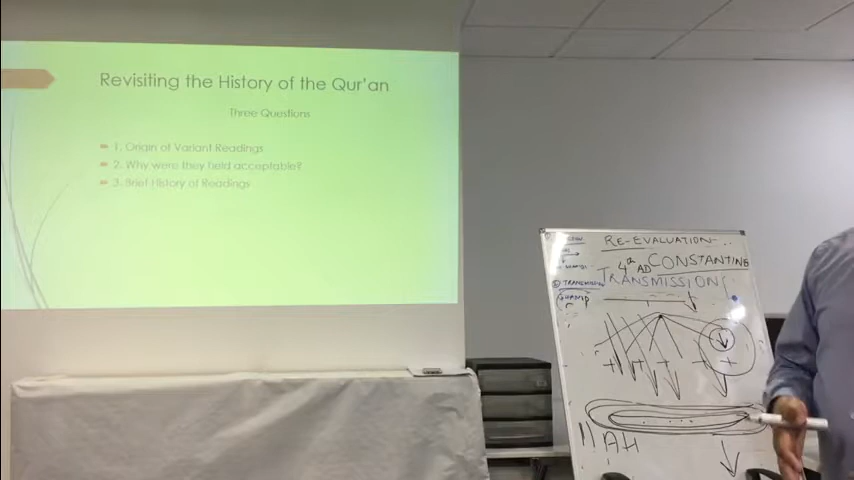 Revisiting the History of the Qur'an
Three Questions
1. Origin of Variant Readings
2. Why were they held acceptable?
3. Brief History of Readings
RE-EVALUATION
4th AD CONSTANTINE
TRANSMISSION
TRANSMISSION
AH